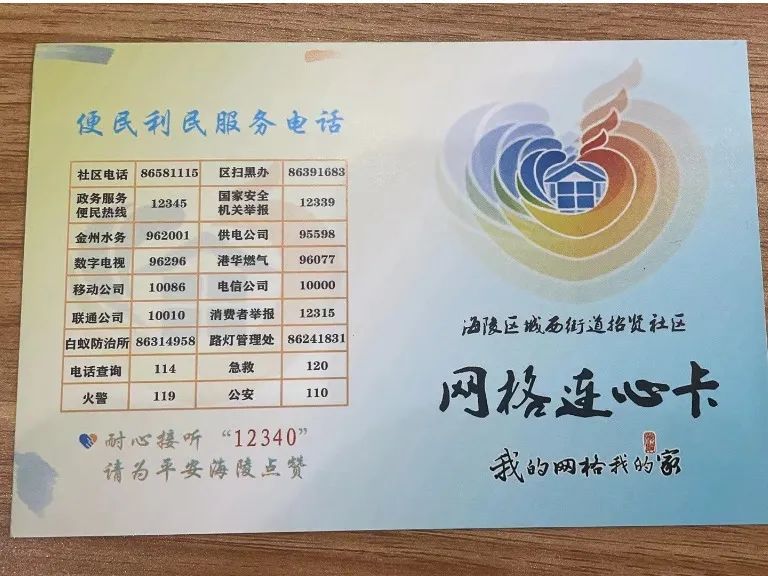 便民利民服务电话
社区电话 86581115 区扫黑办 86391683
政务服务便民热线 12345 国家安全机关举报 12339
金州水务 962001 供电公司 95598
数字电视 96296 港华燃气 96077
移动公司 10086 电信公司 10000
联通公司 10010 消费者举报 12315
白蚁防治所 86314958 路灯管理处 86241831
电话查询 114 急救 120
火警 119 公安 110
耐心接听 “12340”
请为平安海陵点赞
海陵区城西街道招贤社区
网格连心卡
我的网格我的家